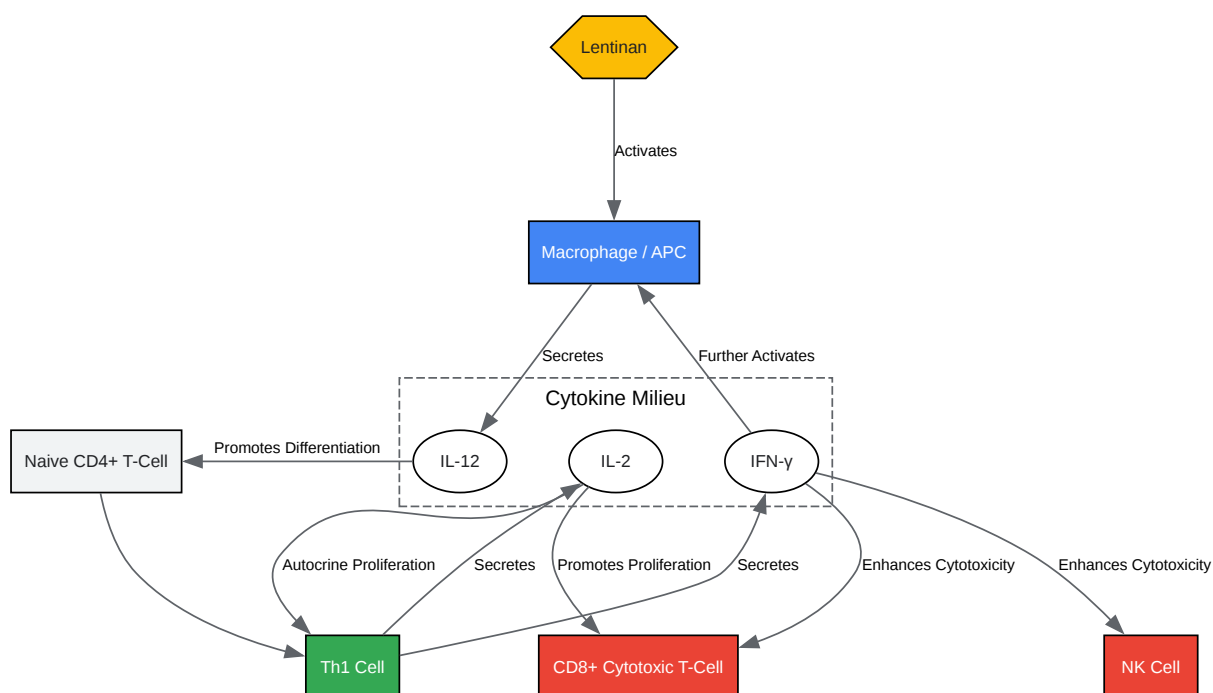 Lentinan
Activates
Macrophage / APC
Secretes
Further Activates
Cytokine Milieu
Promotes Differentiation
Naive CD4+ T-Cell
IL-12
IL-2
IFN-γ
Autocrine Proliferation
Secretes
Promotes Proliferation
Secretes
Enhances Cytotoxicity
Enhances Cytotoxicity
Th1 Cell
CD8+ Cytotoxic T-Cell
NK Cell